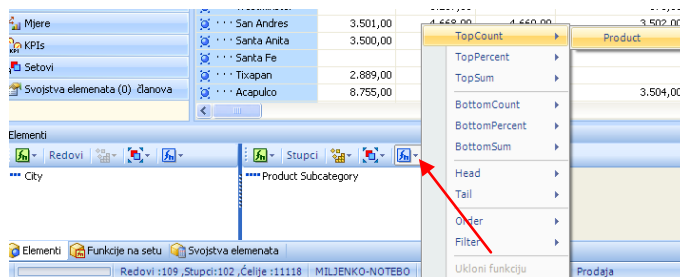 Mjere
KPIs
Setovi
Svojstva elemenata (0) članova
San Andres 3.501,00 4.668,00 4.669,00 3.502,00
Santa Anita 3.500,00
Santa Fe
Tixapan 2.889,00
Acapulco 8.755,00 3.504,00
TopCount
Product
TopPercent
TopSum
BottomCount
BottomPercent
BottomSum
Head
Tail
Order
Filter
Ukloni funkciju
Elementi
Redovi
Stupci
City
Product Subcategory
Elementi
Funkcije na setu
Svojstva elemenata
Redovi :109 ,Stupci:102 ,Ćelije :11118
MILJENKO-NOTEBO
Prodaja